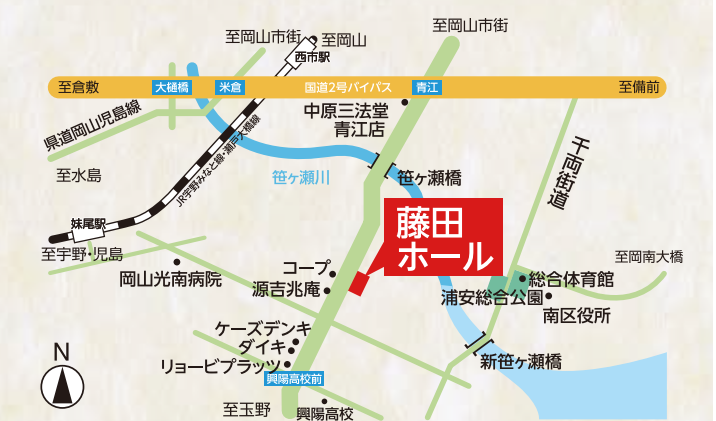 至岡山市街
至岡山市街
至岡山
西市駅
至倉敷
大樋橋
米倉
国道2号バイパス
青江
至備前
中原三法堂
青江店
県道岡山児島線
千両街道
JR宇野みなと線・瀬戸大橋線
至水島
笹ヶ瀬川
笹ヶ瀬橋
藤田
ホール
妹尾駅
至宇野・児島
至岡南大橋
岡山光南病院
コープ
源吉兆庵
総合体育館
浦安総合公園
南区役所
ケーズデンキ
ダイキ
リョービプラッツ
新笹ヶ瀬橋
興陽高校前
N
至玉野
興陽高校